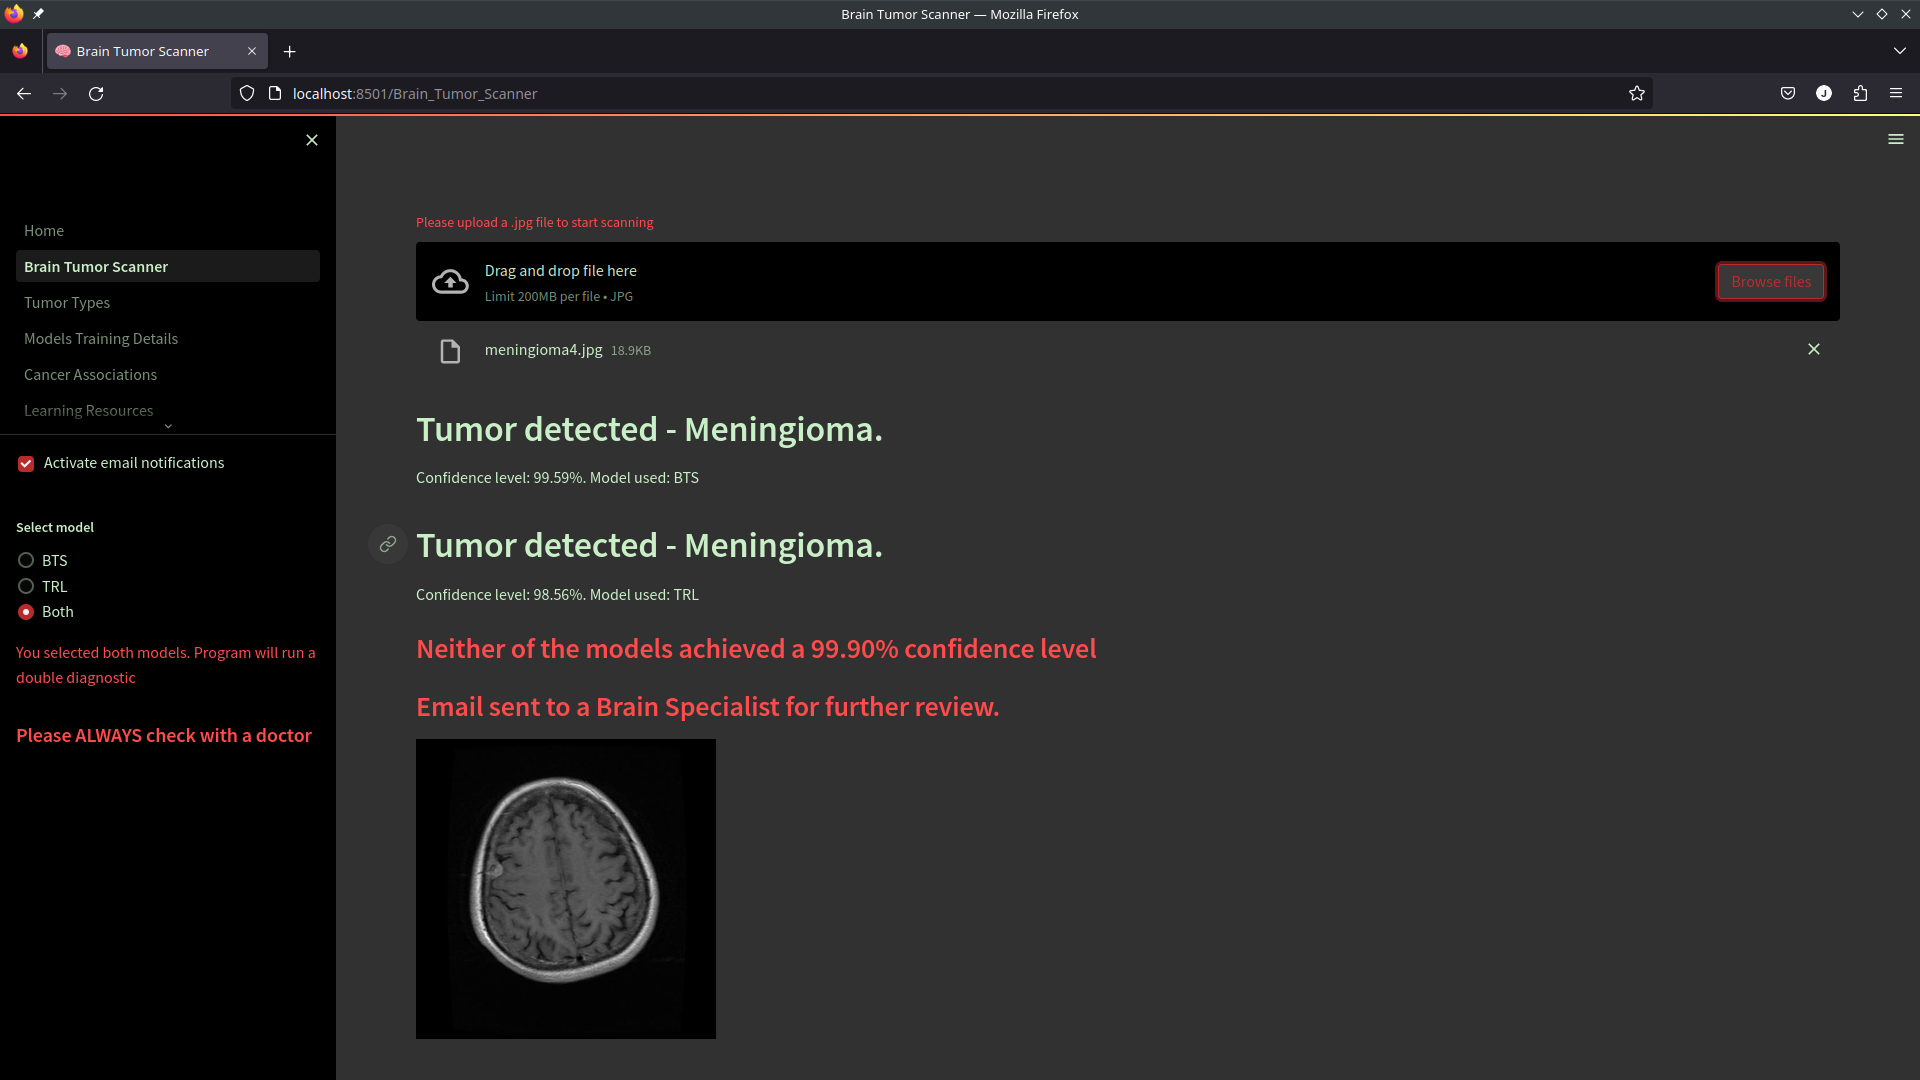 Brain Tumor Scanner — Mozilla Firefox
Brain Tumor Scanner
localhost:8501/Brain_Tumor_Scanner
J
Home
Brain Tumor Scanner
Tumor Types
Models Training Details
Cancer Associations
Learning Resources
Activate email notifications
Select model
BTS
TRL
Both
You selected both models. Program will run a
double diagnostic
Please ALWAYS check with a doctor
Please upload a .jpg file to start scanning
Drag and drop file here
Limit 200MB per file • JPG
Browse files
meningioma4.jpg 18.9KB
Tumor detected - Meningioma.
Confidence level: 99.59%. Model used: BTS
Tumor detected - Meningioma.
Confidence level: 98.56%. Model used: TRL
Neither of the models achieved a 99.90% confidence level
Email sent to a Brain Specialist for further review.